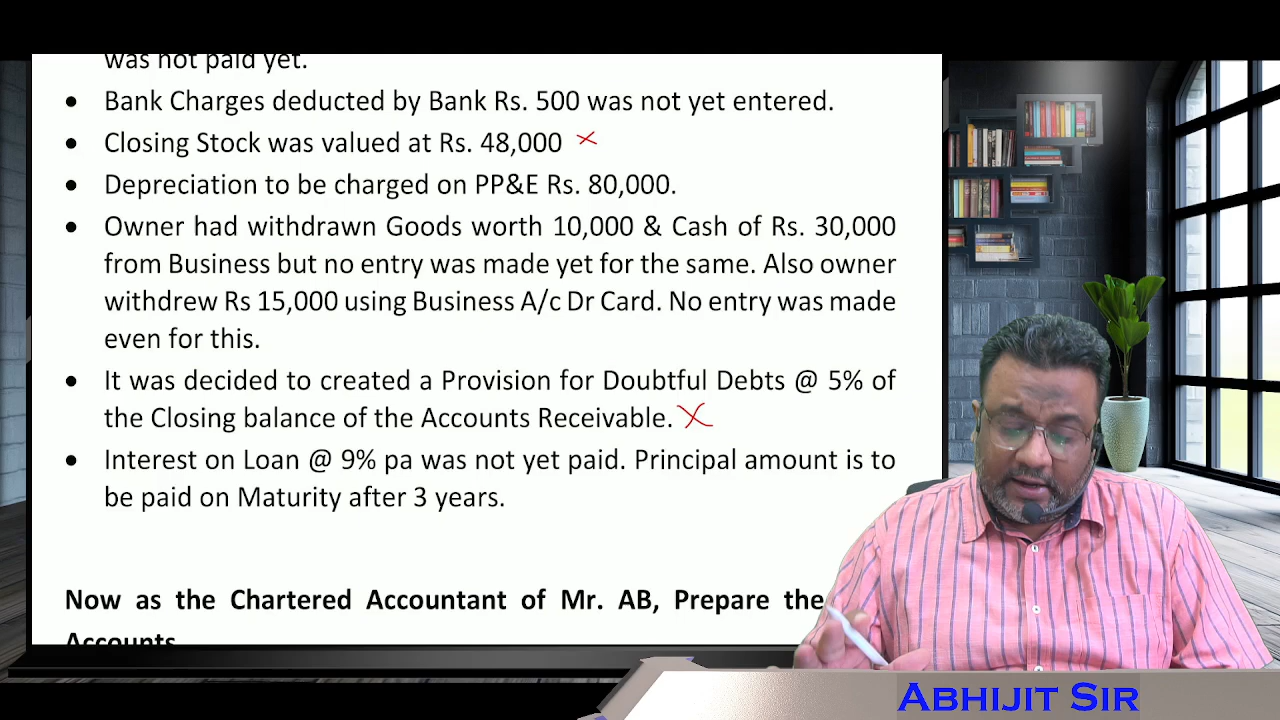 was not paid yet.
• Bank Charges deducted by Bank Rs. 500 was not yet entered.
• Closing Stock was valued at Rs. 48,000
• Depreciation to be charged on PP&E Rs. 80,000.
• Owner had withdrawn Goods worth 10,000 & Cash of Rs. 30,000
from Business but no entry was made yet for the same. Also owner
withdrew Rs 15,000 using Business A/c Dr Card. No entry was made
even for this.
• It was decided to created a Provision for Doubtful Debts @ 5% of
the Closing balance of the Accounts Receivable.
• Interest on Loan @ 9% pa was not yet paid. Principal amount is to
be paid on Maturity after 3 years.
Now as the Chartered Accountant of Mr. AB, Prepare the
Accounts
Abhijit Sir